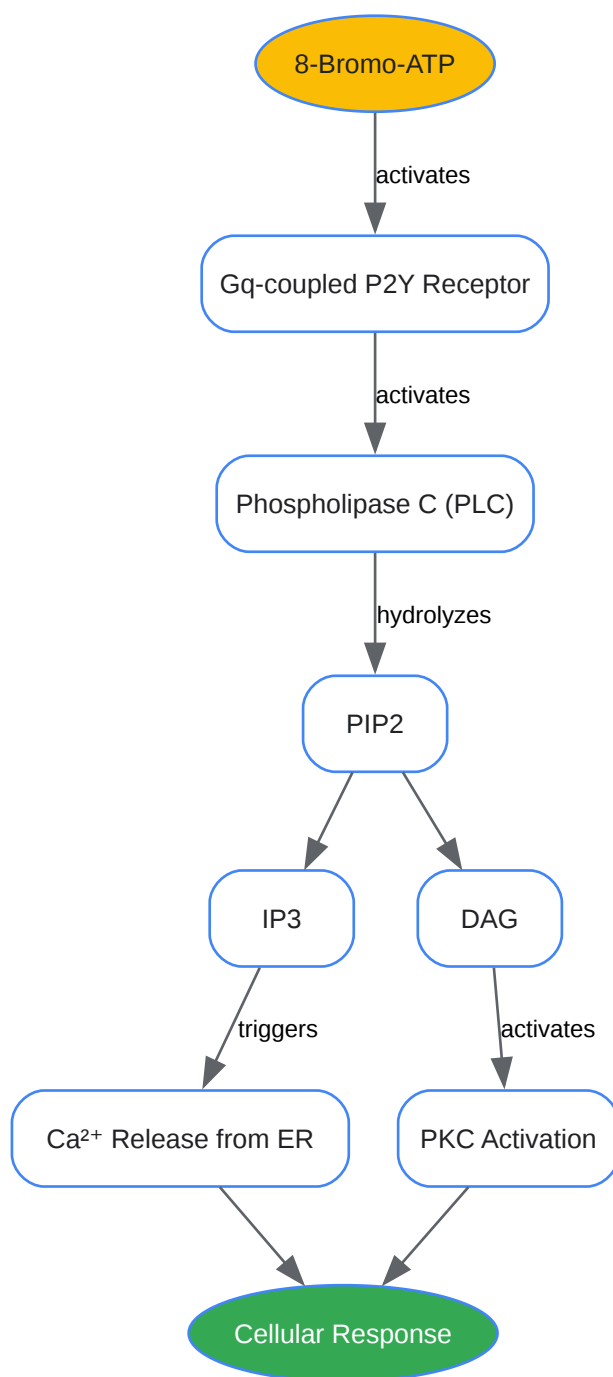 8-Bromo-ATP
activates
Gq-coupled P2Y Receptor
activates
Phospholipase C (PLC)
hydrolyzes
PIP2
IP3
DAG
triggers
activates
Ca²⁺ Release from ER
PKC Activation
Cellular Response